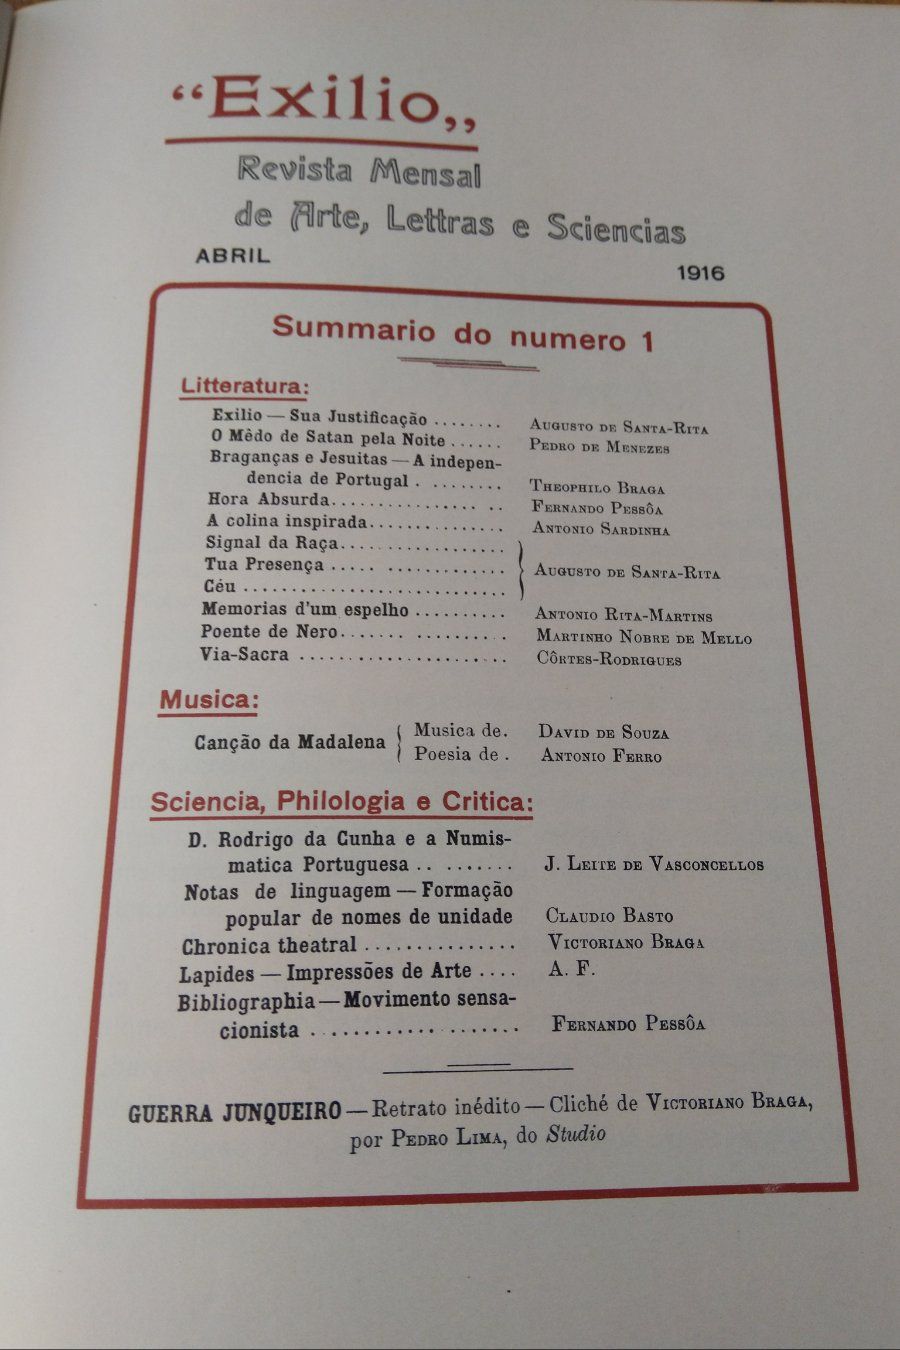 “Exilio„
Revista Mensal
de Arte, Lettras e Sciencias
ABRIL 1916
Summario do numero 1
Litteratura:
Exilio — Sua Justificação ........ AUGUSTO DE SANTA-RITA
O Mêdo de Satan pela Noite ...... PEDRO DE MENEZES
Braganças e Jesuitas — A indepen-
dencia de Portugal . ........ THEOPHILO BRAGA
Hora Absurda................ .. FERNANDO PESSÔA
A colina inspirada............... ANTONIO SARDINHA
Signal da Raça..................
Tua Presença ..... ............. } AUGUSTO DE SANTA-RITA
Céu ............................
Memorias d'um espelho .......... ANTONIO RITA-MARTINS
Poente de Nero....... .......... MARTINHO NOBRE DE MELLO
Via-Sacra ...................... CÔRTES-RODRIGUES
Musica:
Canção da Madalena { Musica de. DAVID DE SOUZA
Poesia de . ANTONIO FERRO
Sciencia, Philologia e Critica:
D. Rodrigo da Cunha e a Numis-
matica Portuguesa .. ....... J. LEITE DE VASCONCELLOS
Notas de linguagem — Formação
popular de nomes de unidade CLAUDIO BASTO
Chronica theatral ............... VICTORIANO BRAGA
Lapides — Impressões de Arte .... A. F.
Bibliographia — Movimento sensa-
cionista ............ ....... FERNANDO PESSÔA
GUERRA JUNQUEIRO — Retrato inédito — Cliché de VICTORIANO BRAGA,
por PEDRO LIMA, do Studio